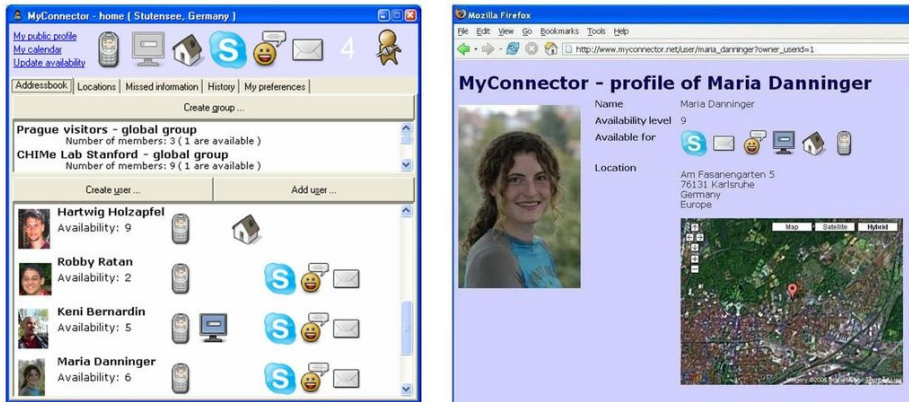 MyConnector - home ( Stutensee, Germany )
My public profile
My calendar
Update availability
4
Addressbook Locations Missed information History My preferences
Create group ...
Prague visitors - global group
Number of members: 3 ( 1 are available )
CHIMe Lab Stanford - global group
Number of members: 9 ( 1 are available )
Create user ... Add user ...
Hartwig Holzapfel
Availability: 9
Robby Ratan
Availability: 2
Keni Bernardin
Availability: 5
Maria Danninger
Availability: 6
Mozilla Firefox
File Edit View Go Bookmarks Tools Help
http://www.myconnector.net/user/maria_danninger?owner_userid=1
MyConnector - profile of Maria Danninger
Name Maria Danninger
Availability level 9
Available for
Location
Am Fasanengarten 5
76131 Karlsruhe
Germany
Europe
Map Satellite Hybrid